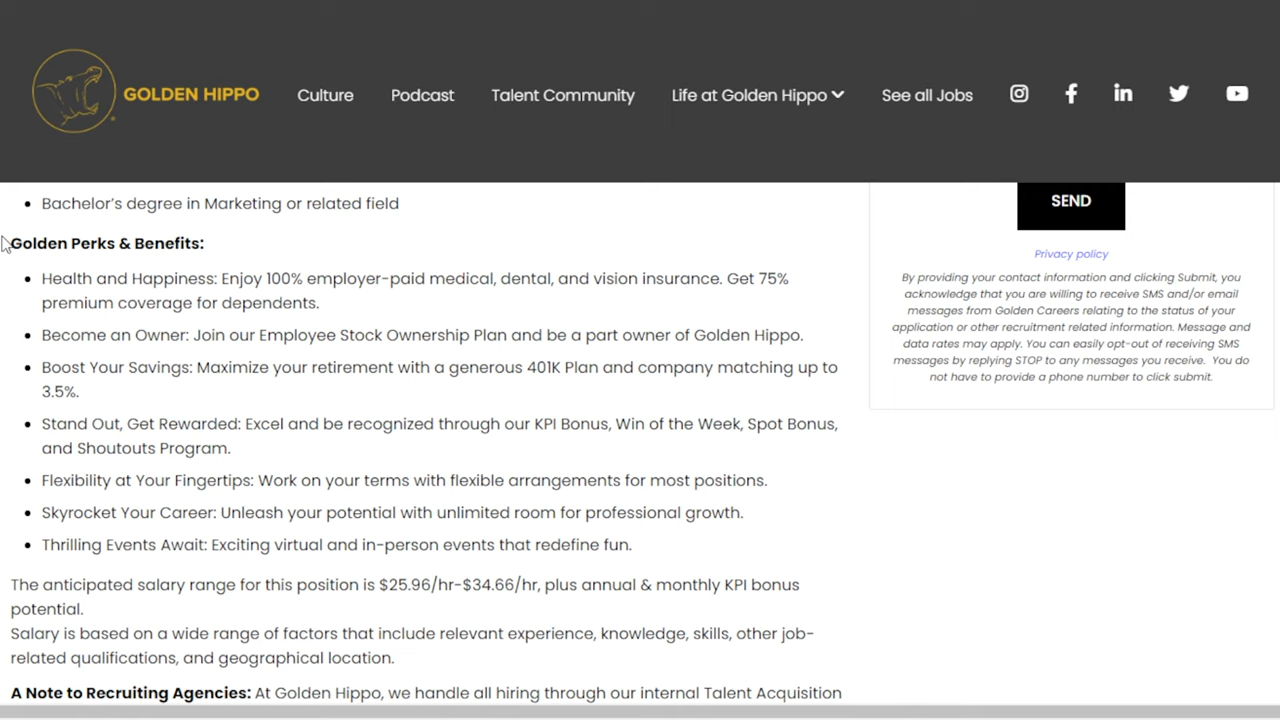 GOLDEN HIPPO
Culture
Podcast
Talent Community
Life at Golden Hippo
See all Jobs
Bachelor’s degree in Marketing or related field
Golden Perks & Benefits:
Health and Happiness: Enjoy 100% employer-paid medical, dental, and vision insurance. Get 75%
premium coverage for dependents.
Become an Owner: Join our Employee Stock Ownership Plan and be a part owner of Golden Hippo.
Boost Your Savings: Maximize your retirement with a generous 401K Plan and company matching up to
3.5%.
Stand Out, Get Rewarded: Excel and be recognized through our KPI Bonus, Win of the Week, Spot Bonus,
and Shoutouts Program.
Flexibility at Your Fingertips: Work on your terms with flexible arrangements for most positions.
Skyrocket Your Career: Unleash your potential with unlimited room for professional growth.
Thrilling Events Await: Exciting virtual and in-person events that redefine fun.
The anticipated salary range for this position is $25.96/hr-$34.66/hr, plus annual & monthly KPI bonus
potential.
Salary is based on a wide range of factors that include relevant experience, knowledge, skills, other job-
related qualifications, and geographical location.
A Note to Recruiting Agencies: At Golden Hippo, we handle all hiring through our internal Talent Acquisition
SEND
Privacy policy
By providing your contact information and clicking Submit, you
acknowledge that you are willing to receive SMS and/or email
messages from Golden Careers relating to the status of your
application or other recruitment related information. Message and
data rates may apply. You can easily opt-out of receiving SMS
messages by replying STOP to any messages you receive. You do
not have to provide a phone number to click submit.